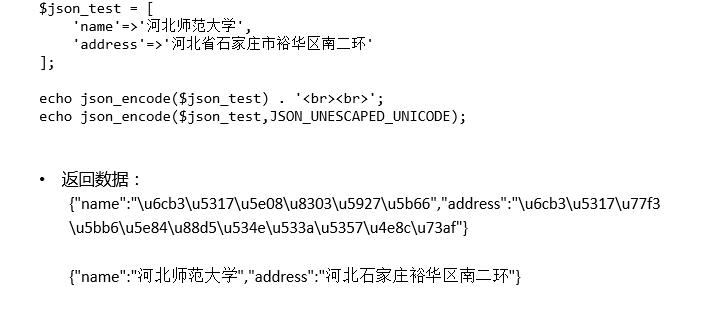 $json_test = [
'name'=>'河北师范大学',
'address'=>'河北省石家庄市裕华区南二环'
];
echo json_encode($json_test) . '<br><br>';
echo json_encode($json_test,JSON_UNESCAPED_UNICODE);
• 返回数据：
{"name":"\u6cb3\u5317\u5e08\u8303\u5927\u5b66","address":"\u6cb3\u5317\u77f3
\u5bb6\u5e84\u88d5\u534e\u533a\u5357\u4e8c\u73af"}
{"name":"河北师范大学","address":"河北石家庄裕华区南二环"}